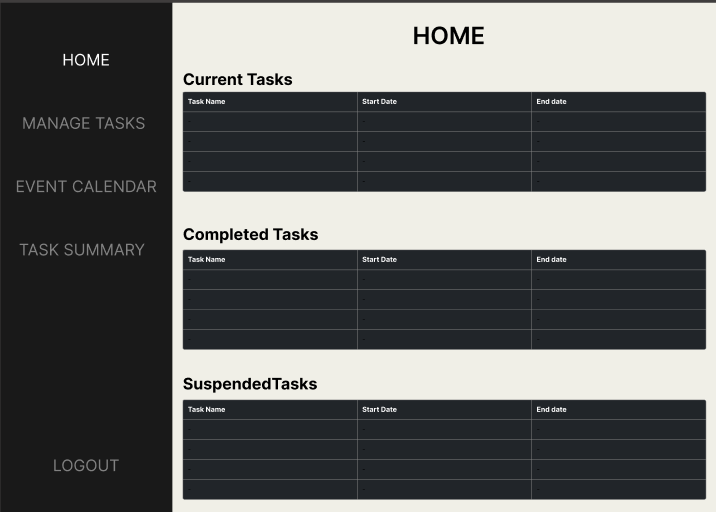 HOME
MANAGE TASKS
EVENT CALENDAR
TASK SUMMARY
LOGOUT
HOME
Current Tasks
Task Name Start Date End date
Completed Tasks
Task Name Start Date End date
SuspendedTasks
Task Name Start Date End date